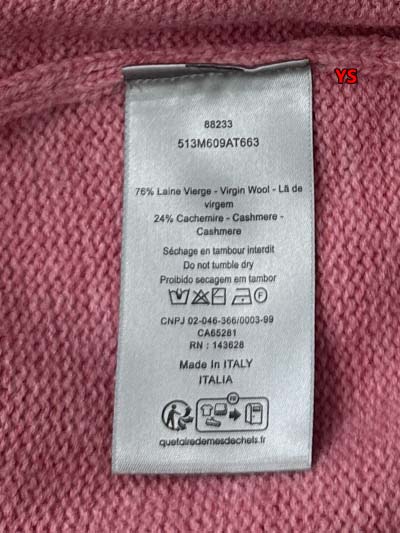 YS
88233
513M609AT663
76% Laine Vierge - Virgin Wool - Lã de
virgem
24% Cachemire - Cashmere -
Cashmere
Séchage en tambour interdit
Do not tumble dry
Proibido secagem em tambor
F
CNPJ 02-046-366/0003-99
CA65281
RN : 143628
Made in ITALY
ITALIA
FR
quefairedemesdechets.fr